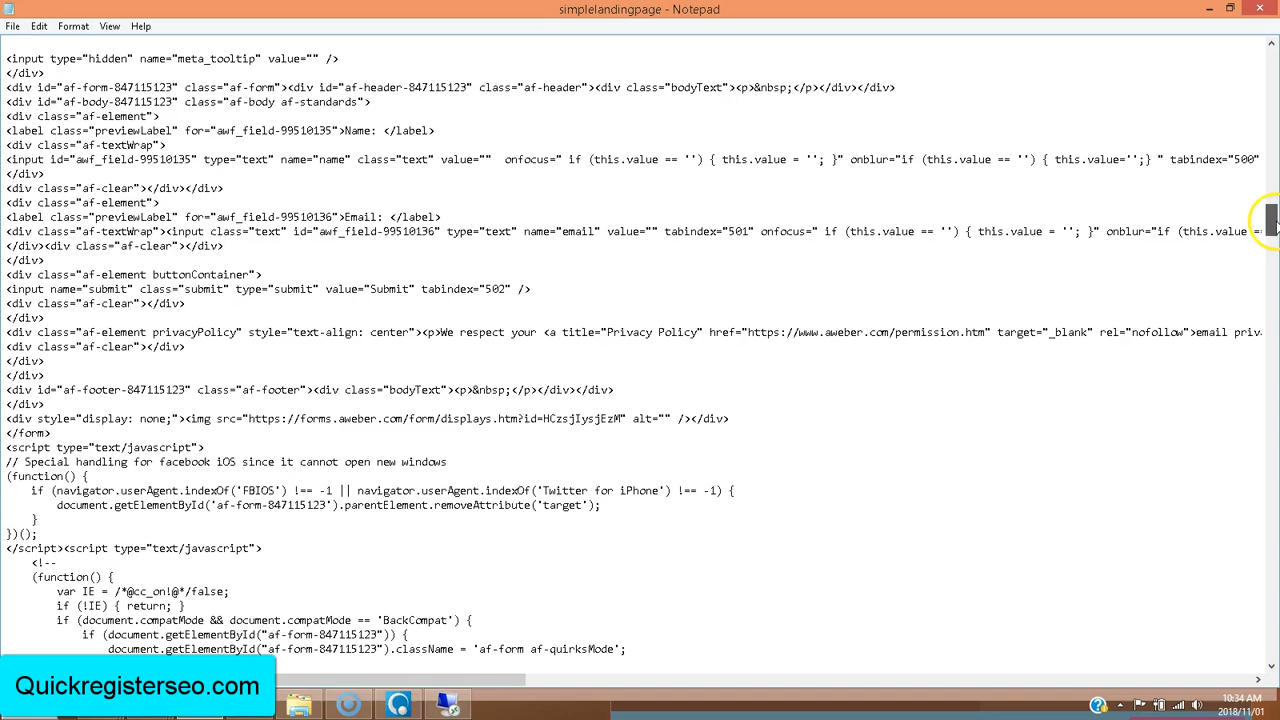 simplelandingpage - Notepad
File Edit Format View Help
<input type="hidden" name="meta_tooltip" value="" />
</div>
<div id="af-form-847115123" class="af-form"><div id="af-header-847115123" class="af-header"><div class="bodyText"><p>&nbsp;</p></div></div>
<div id="af-body-847115123" class="af-body af-standards">
<div class="af-element">
<label class="previewLabel" for="awf_field-99510135">Name: </label>
<div class="af-textWrap">
<input id="awf_field-99510135" type="text" name="name" class="text" value=""  onfocus=" if (this.value == '') { this.value = ''; }" onblur="if (this.value == '') { this.value='';} " tabindex="500"
</div>
<div class="af-clear"></div></div>
<div class="af-element">
<label class="previewLabel" for="awf_field-99510136">Email: </label>
<div class="af-textWrap"><input class="text" id="awf_field-99510136" type="text" name="email" value="" tabindex="501" onfocus=" if (this.value == '') { this.value = ''; }" onblur="if (this.value ==
</div><div class="af-clear"></div>
</div>
<div class="af-element buttonContainer">
<input name="submit" class="submit" type="submit" value="Submit" tabindex="502" />
<div class="af-clear"></div>
</div>
<div class="af-element privacyPolicy" style="text-align: center"><p>We respect your <a title="Privacy Policy" href="https://www.aweber.com/permission.htm" target="_blank" rel="nofollow">email priva
<div class="af-clear"></div>
</div>
</div>
<div id="af-footer-847115123" class="af-footer"><div class="bodyText"><p>&nbsp;</p></div></div>
</div>
<div style="display: none;"><img src="https://forms.aweber.com/form/displays.htm?id=HCzsjIysjEzM" alt="" /></div>
</form>
<script type="text/javascript">
// Special handling for facebook iOS since it cannot open new windows
(function() {
if (navigator.userAgent.indexOf('FBIOS') !== -1 || navigator.userAgent.indexOf('Twitter for iPhone') !== -1) {
document.getElementById('af-form-847115123').parentElement.removeAttribute('target');
}
})();
</script><script type="text/javascript">
<!--
(function() {
var IE = /*@cc_on!@*/false;
if (!IE) { return; }
if (document.compatMode && document.compatMode == 'BackCompat') {
if (document.getElementById("af-form-847115123")) {
document.getElementById("af-form-847115123").className = 'af-form af-quirksMode';
Quickregisterseo.com
10:34 AM
2018/11/01